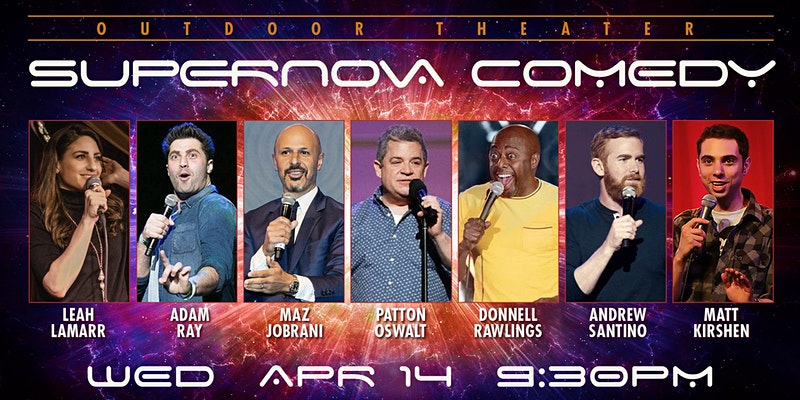 OUTDOOR THEATER
SUPERNOVA COMEDY
LEAH
LAMARR
ADAM
RAY
MAZ
JOBRANI
PATTON
OSWALT
DONNELL
RAWLINGS
ANDREW
SANTINO
MATT
KIRSHEN
WED APR 14 9:30PM